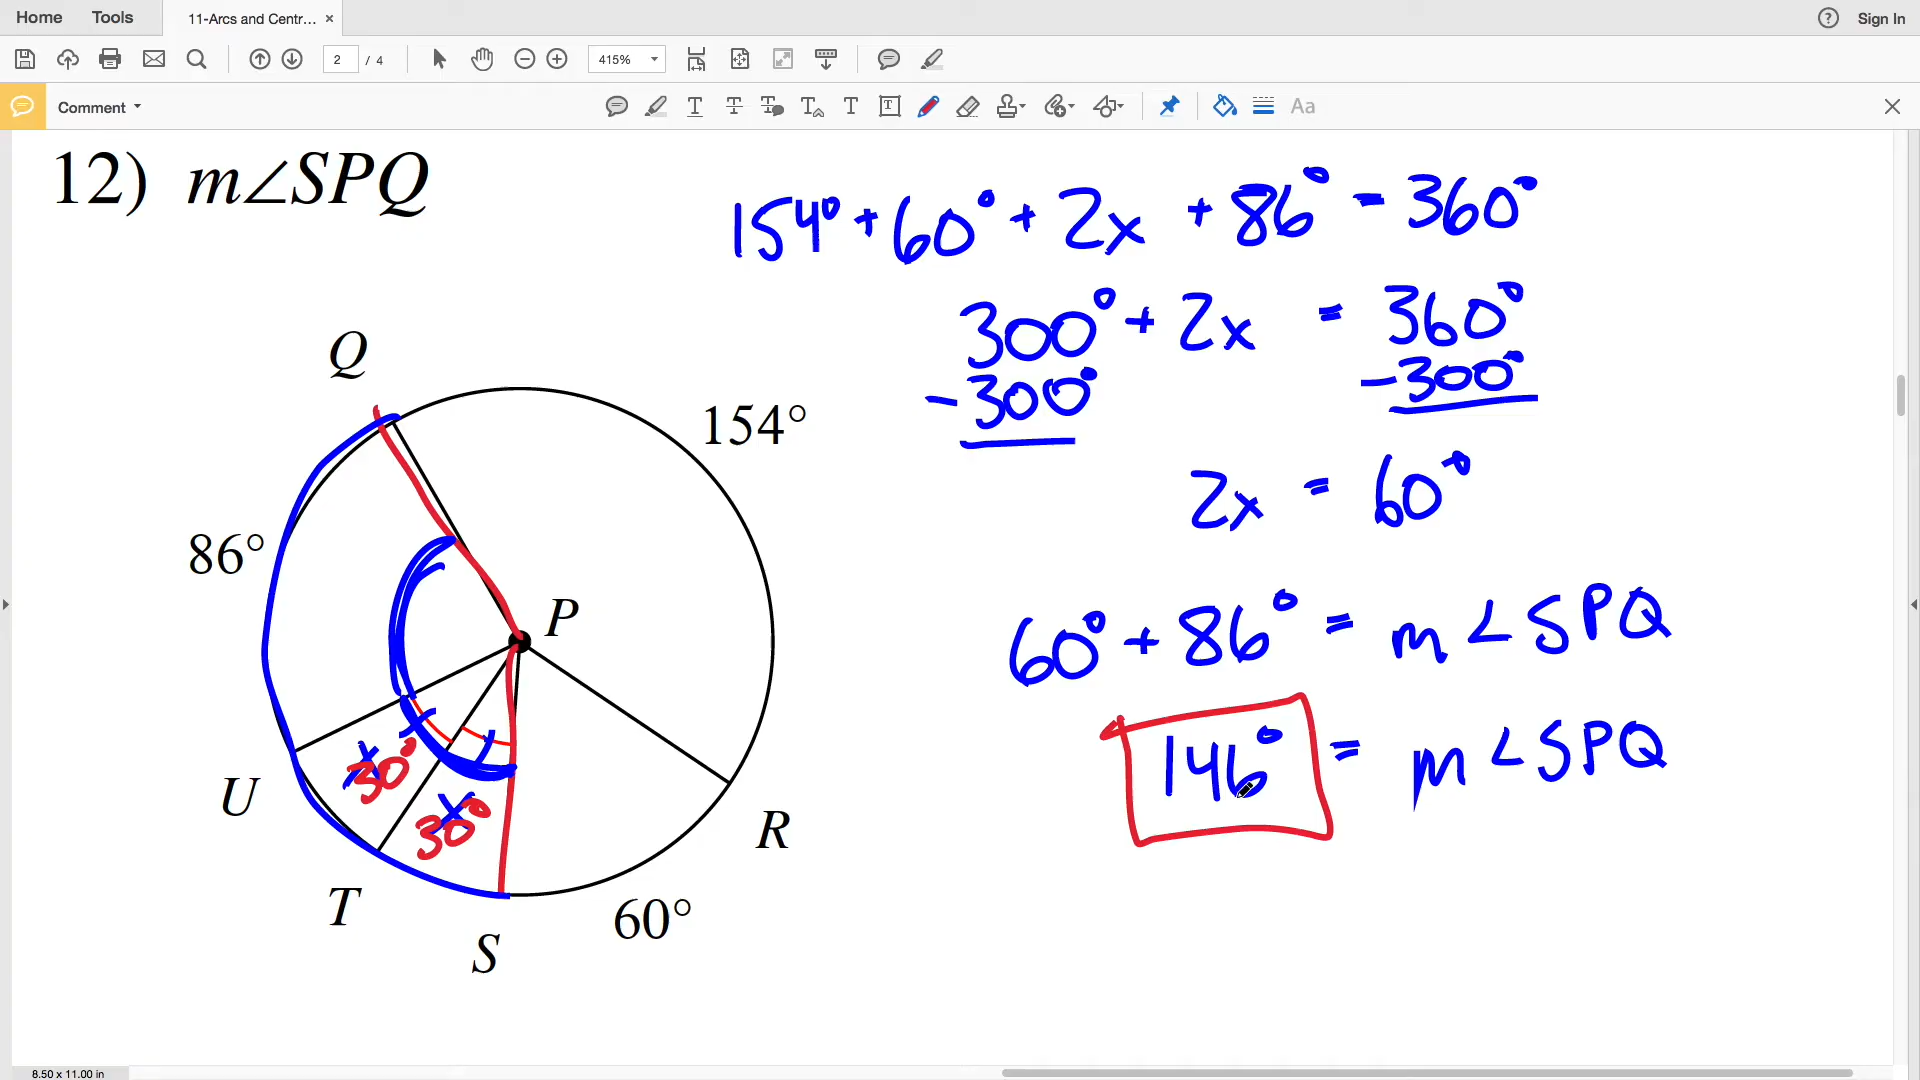 Home Tools 11-Arcs and Centr... × Sign In
2 / 4 415%
Comment Aa
12) m∠SPQ
154° + 60° + 2x + 86° = 360°
300° + 2x = 360°
-300° -300°
2x = 60°
60° + 86° = m∠SPQ
146° = m∠SPQ
Q
154°
86°
P
x
30°
x
30°
U
R
T
60°
S
8.50 x 11.00 in